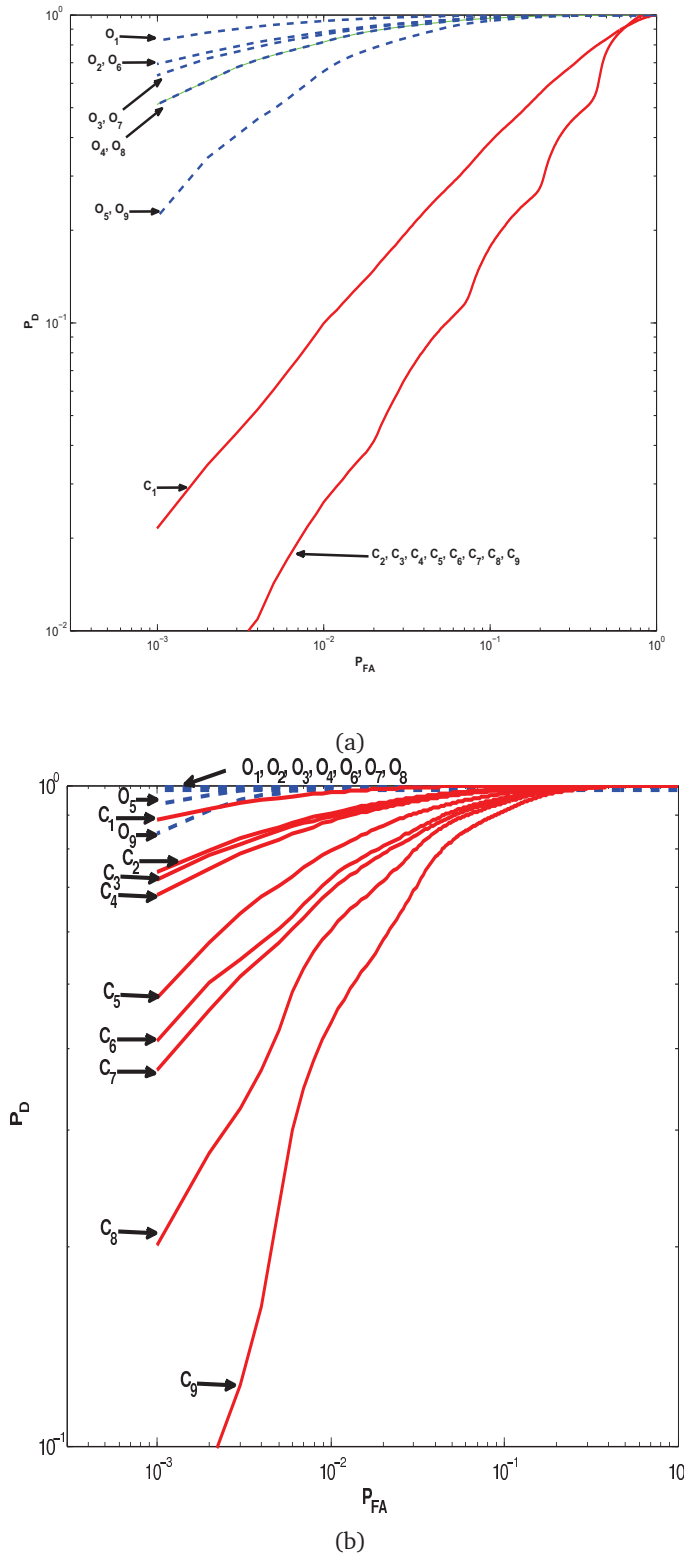 10⁰
O₁
O₂, O₆
O₃, O₇
O₄, O₈
O₅, O₉
P_D
10⁻¹
C₁
C₂, C₃, C₄, C₅, C₆, C₇, C₈, C₉
10⁻²
10⁻³ 10⁻² 10⁻¹ 10⁰
P_FA
(a)
O₁, O₂, O₃, O₄, O₆, O₇, O₈
10⁰
O₅
C₁
O₉
C₂
C₃
C₄
C₅
C₆
C₇
P_D
C₈
C₉
10⁻¹
10⁻³ 10⁻² 10⁻¹ 10
P_FA
(b)